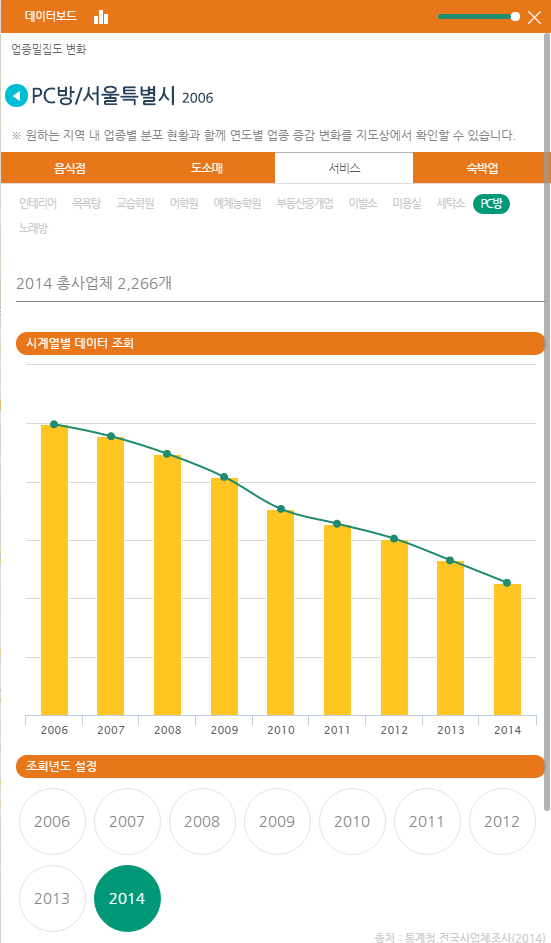 데이터보드
업종밀집도 변화
PC방/서울특별시 2006
※ 원하는 지역 내 업종별 분포 현황과 함께 연도별 업종 증감 변화를 지도상에서 확인할 수 있습니다.
음식점 도소매 서비스 숙박업
인테리어 목욕탕 교습학원 어학원 예체능학원 부동산중개업 이발소 미용실 세탁소 PC방
노래방
2014 총사업체 2,266개
시계열별 데이터 조회
2006 2007 2008 2009 2010 2011 2012 2013 2014
조회년도 설정
2006 2007 2008 2009 2010 2011 2012
2013 2014
출처 : 통계청,전국사업체조사(2014)